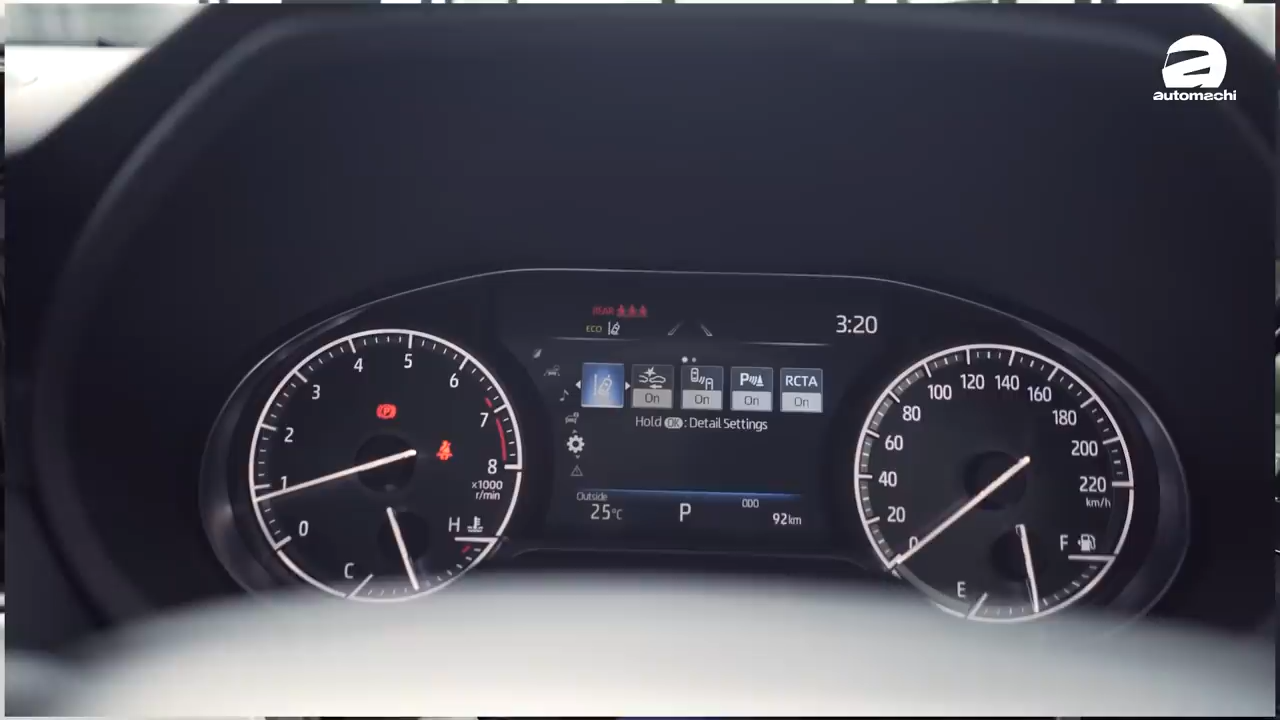 automachi
REAR
ECO
3:20
P
RCTA
On
On
On
On
Hold OK : Detail Settings
Outside
25°C
P
ODO
92km
0
1
2
3
4
5
6
7
8
×1000
r/min
H
C
0
20
40
60
80
100
120
140
160
180
200
220
km/h
F
E